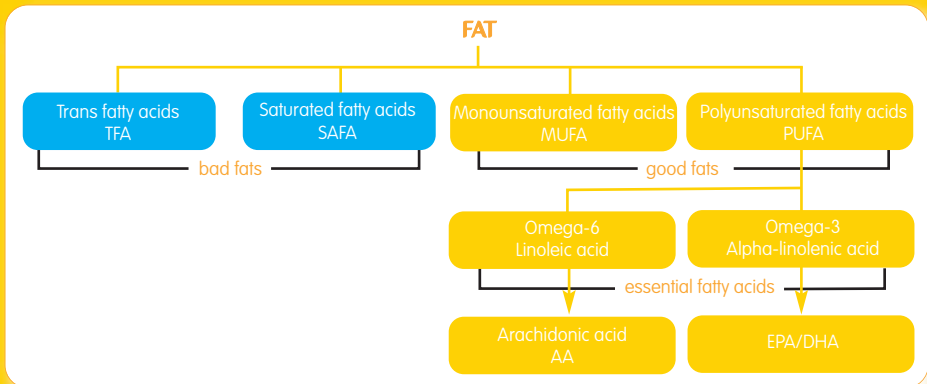 FAT
Trans fatty acids
TFA
Saturated fatty acids
SAFA
Monounsaturated fatty acids
MUFA
Polyunsaturated fatty acids
PUFA
bad fats
good fats
Omega-6
Linoleic acid
Omega-3
Alpha-linolenic acid
essential fatty acids
Arachidonic acid
AA
EPA/DHA